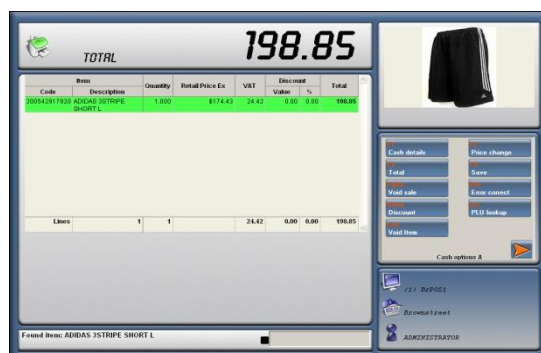 TOTAL
198.85
Item
Quantity
Retail Price Ex
VAT
Discount
Total
Code
Description
Value
%
200542817920 ADIDAS 3STRIPE SHORT L 1.000 $174.43 24.42 0.00 0.00 198.85
Lines 1 1 24.42 0.00 0.00 198.85
Found item: ADIDAS 3STRIPE SHORT L
Cash details
Price change
Total
Save
Void sale
Error correct
Discount
PLU lookup
Void Item
Cash options A
(1) RePOS1
Brownstreet
ADMINISTRATOR